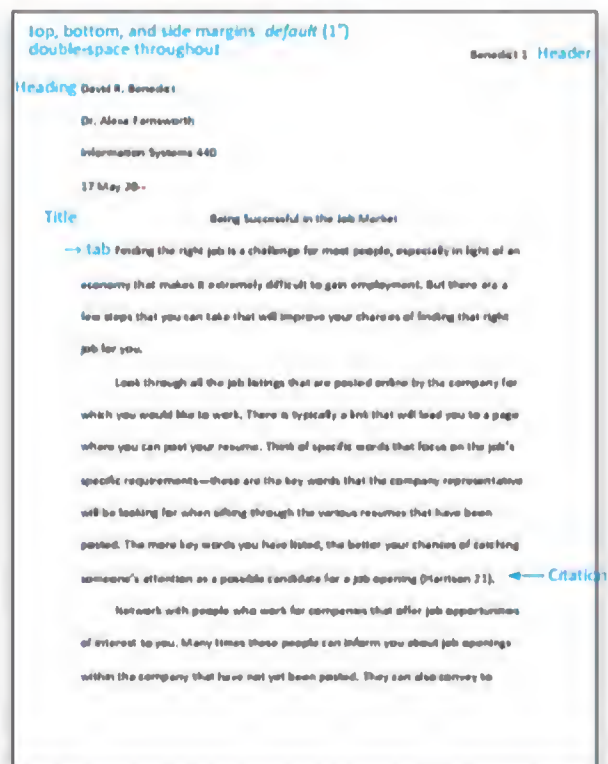 top, bottom, and side margins default (1")
double-space throughout
Benedict 1 Header
Heading David R. Benedict
Dr. Alena Farnsworth
Information Systems 440
17 May 20--
Title Being Successful in the Job Market
→ tab Finding the right job is a challenge for most people, especially in light of an
economy that makes it extremely difficult to gain employment. But there are a
few steps that you can take that will improve your chances of finding that right
job for you.
Look through all the job listings that are posted online by the company for
which you would like to work. There is typically a link that will lead you to a page
where you can post your resume. Think of specific words that focus on the job's
specific requirements—these are the key words that the company representative
will be looking for when sifting through the various resumes that have been
posted. The more key words you have listed, the better your chances of catching
someone's attention as a possible candidate for a job opening (Harrison 21). ← Citation
Network with people who work for companies that offer job opportunities
of interest to you. Many times these people can inform you about job openings
within the company that have not yet been posted. They can also convey to